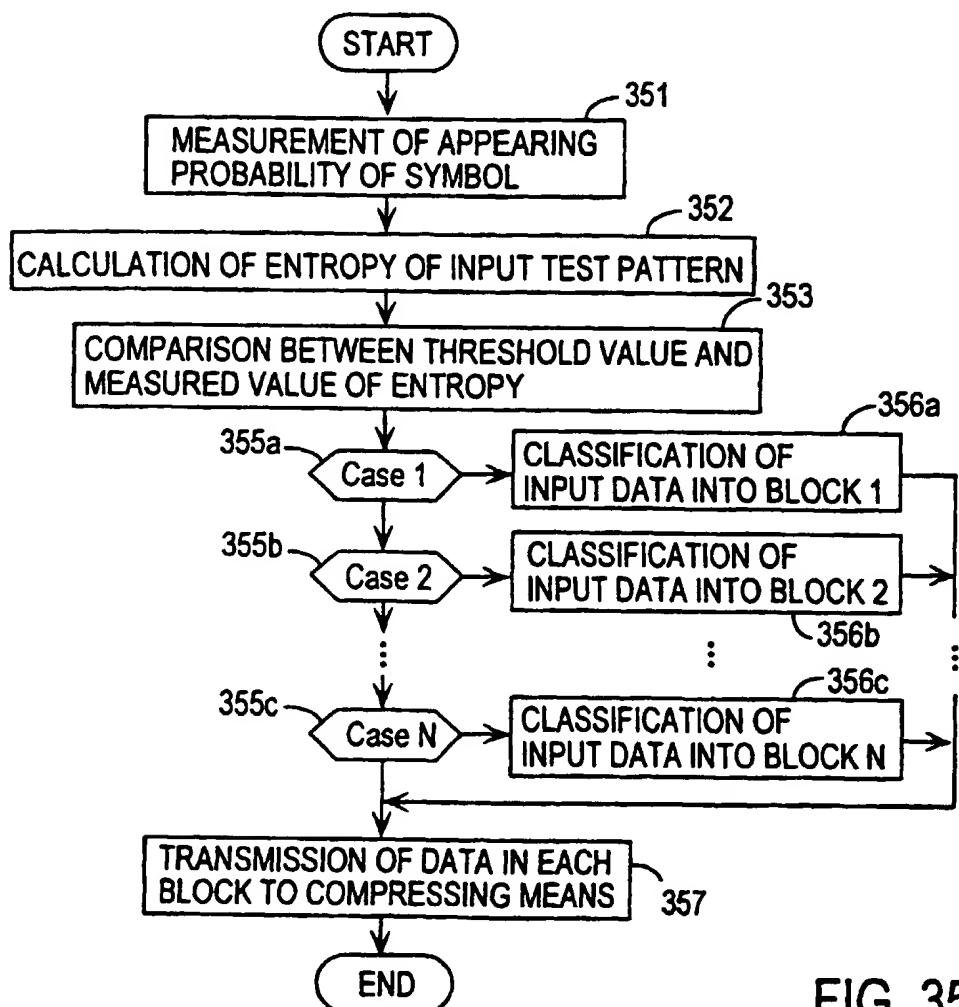 START
351
MEASUREMENT OF APPEARING
PROBABILITY OF SYMBOL
352
CALCULATION OF ENTROPY OF INPUT TEST PATTERN
353
COMPARISON BETWEEN THRESHOLD VALUE AND
MEASURED VALUE OF ENTROPY
355a
Case 1
356a
CLASSIFICATION OF
INPUT DATA INTO BLOCK 1
355b
Case 2
CLASSIFICATION OF
INPUT DATA INTO BLOCK 2
356b
355c
Case N
356c
CLASSIFICATION OF
INPUT DATA INTO BLOCK N
TRANSMISSION OF DATA IN EACH
BLOCK TO COMPRESSING MEANS
357
END
FIG. 35